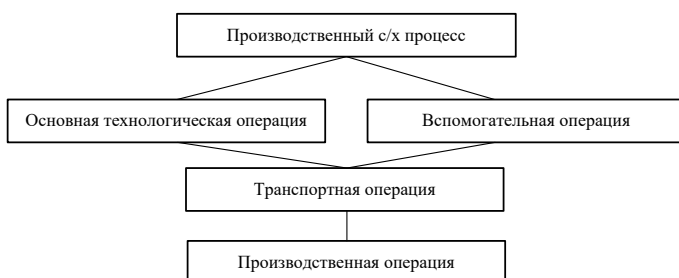 Производственный с/х процесс
Основная технологическая операция
Вспомогательная операция
Транспортная операция
Производственная операция